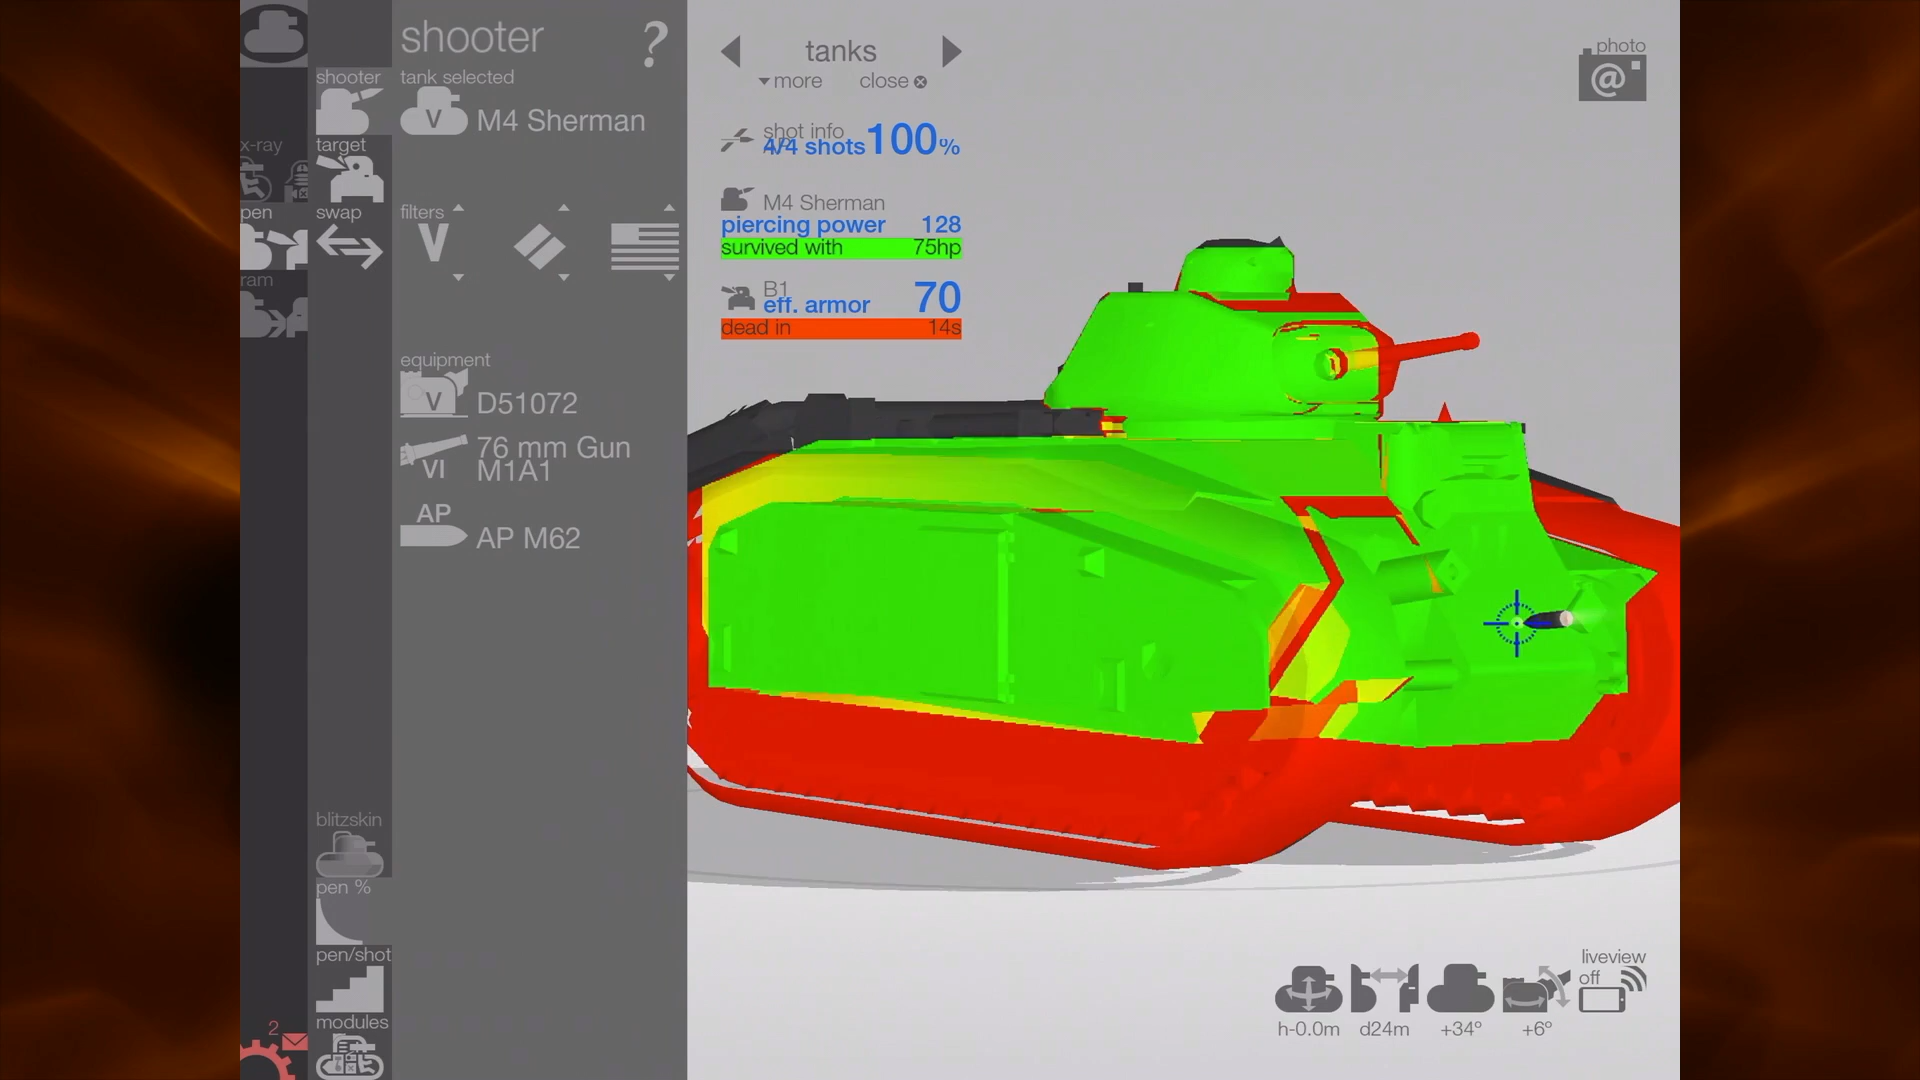 shooter
?
tank selected
V M4 Sherman
shooter
x-ray
target
pen
swap
ram
filters
V
equipment
V D51072
76 mm Gun
VI M1A1
AP
AP M62
blitzskin
pen %
pen/shot
modules
2
tanks
more close
shot info
4/4 shots 100%
M4 Sherman
piercing power 128
survived with 75hp
B1
eff. armor 70
dead in 14s
photo
@
liveview
off
h-0.0m d24m +34° +6°